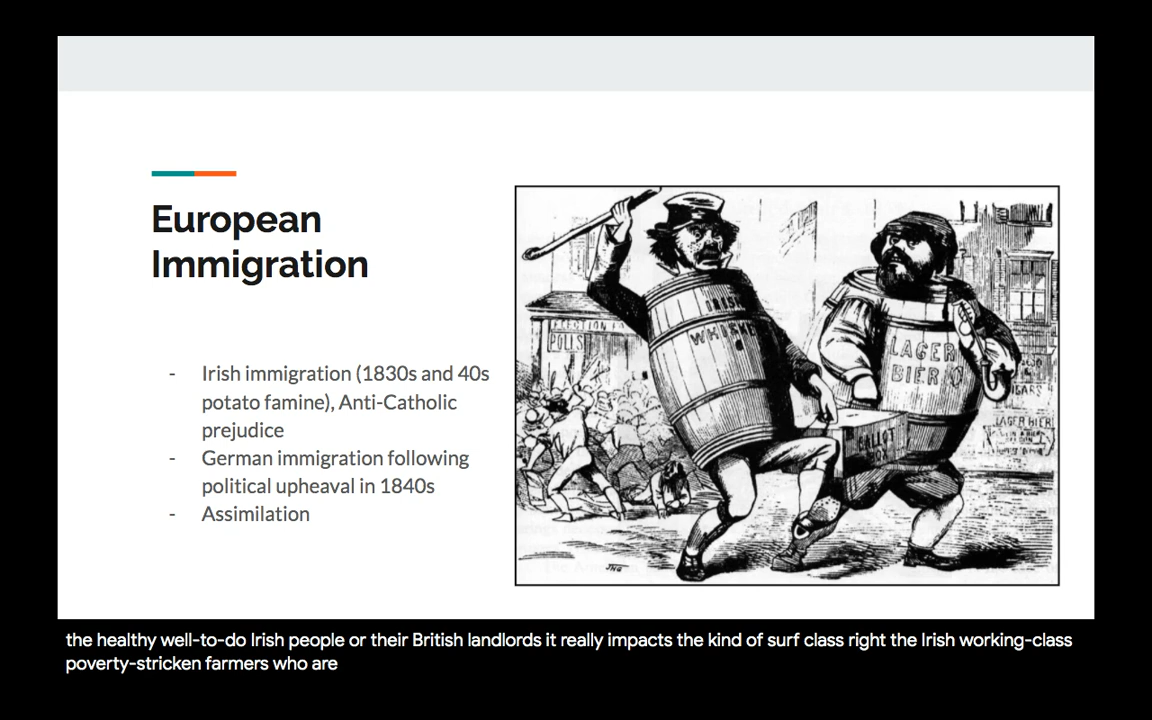 European
Immigration
- Irish immigration (1830s and 40s
potato famine), Anti-Catholic
prejudice
- German immigration following
political upheaval in 1840s
- Assimilation
ELECTION
POLLS
IRISH
WHISKEY
LAGER
BIER
BALLOT
BOX
LAGER BIER
the healthy well-to-do Irish people or their British landlords it really impacts the kind of surf class right the Irish working-class
poverty-stricken farmers who are